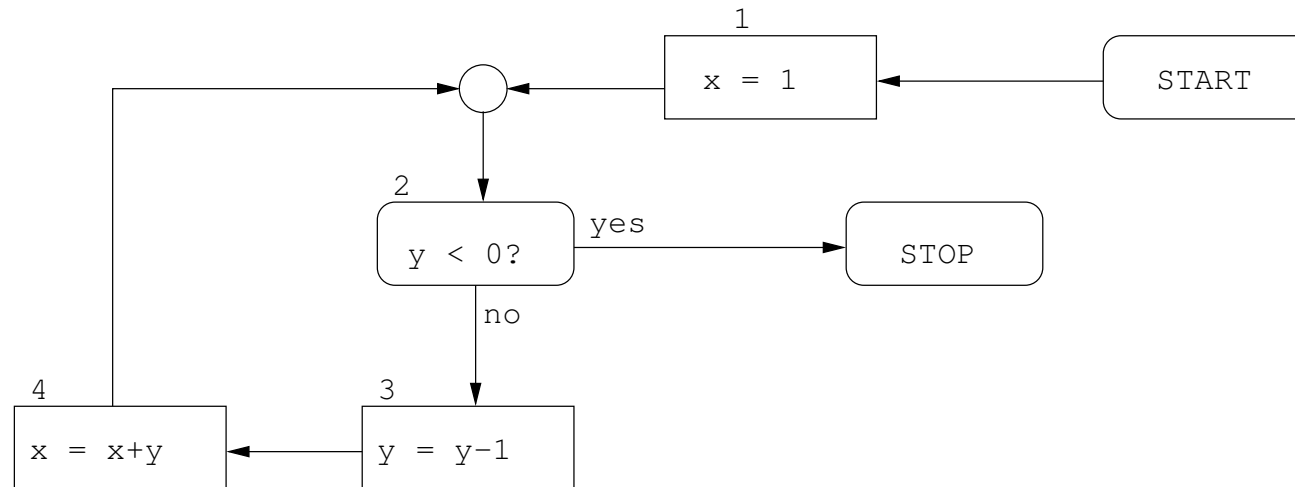 1
x = 1
START
2
y < 0?
yes
STOP
no
4
x = x+y
3
y = y-1